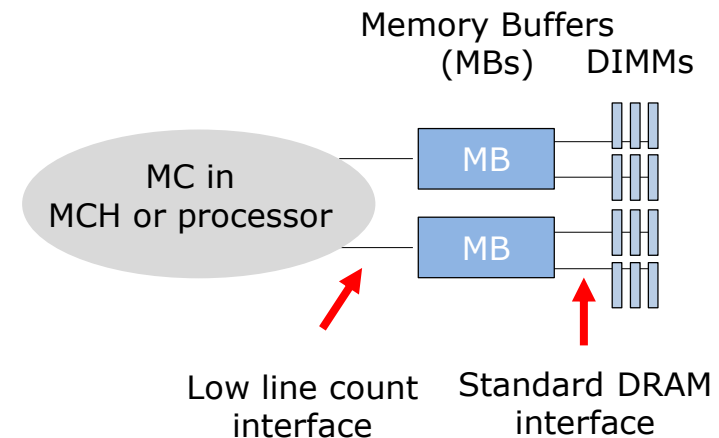 Memory Buffers
(MBs)
DIMMs
MC in
MCH or processor
MB
MB
Low line count
interface
Standard DRAM
interface